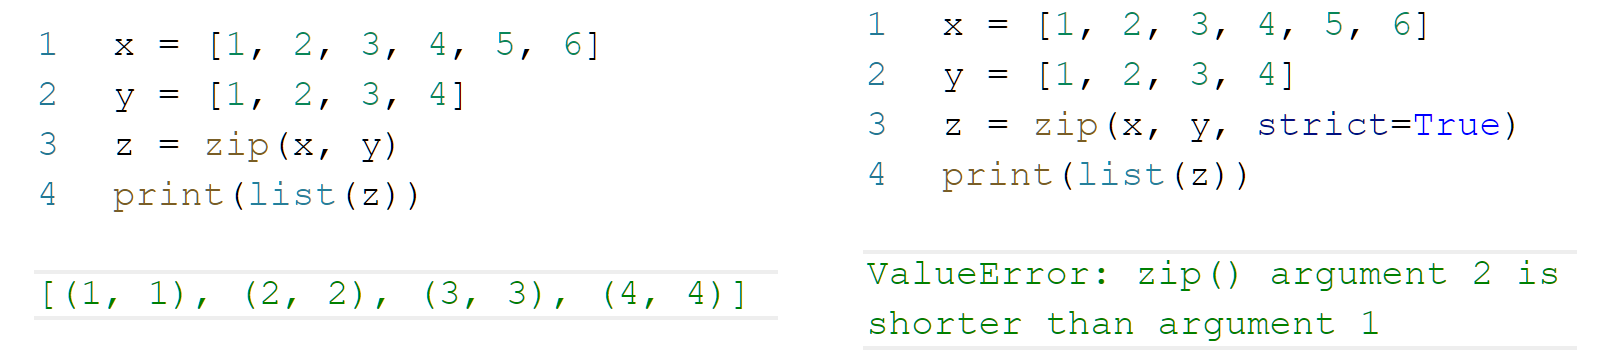 1 x = [1, 2, 3, 4, 5, 6]
2 y = [1, 2, 3, 4]
3 z = zip(x, y)
4 print(list(z))
[(1, 1), (2, 2), (3, 3), (4, 4)]
1 x = [1, 2, 3, 4, 5, 6]
2 y = [1, 2, 3, 4]
3 z = zip(x, y, strict=True)
4 print(list(z))
ValueError: zip() argument 2 is
shorter than argument 1